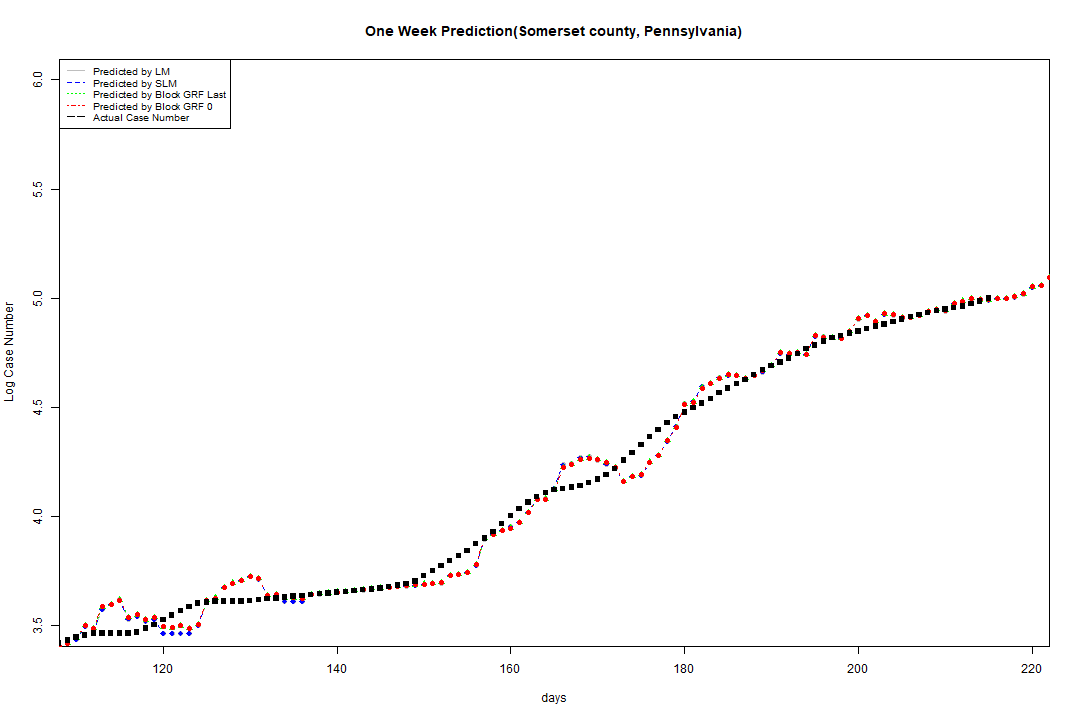 One Week Prediction(Somerset county, Pennsylvania)
Predicted by LM
Predicted by SLM
Predicted by Block GRF Last
Predicted by Block GRF 0
Actual Case Number
6.0
5.5
5.0
4.5
4.0
3.5
Log Case Number
120 140 160 180 200 220
days